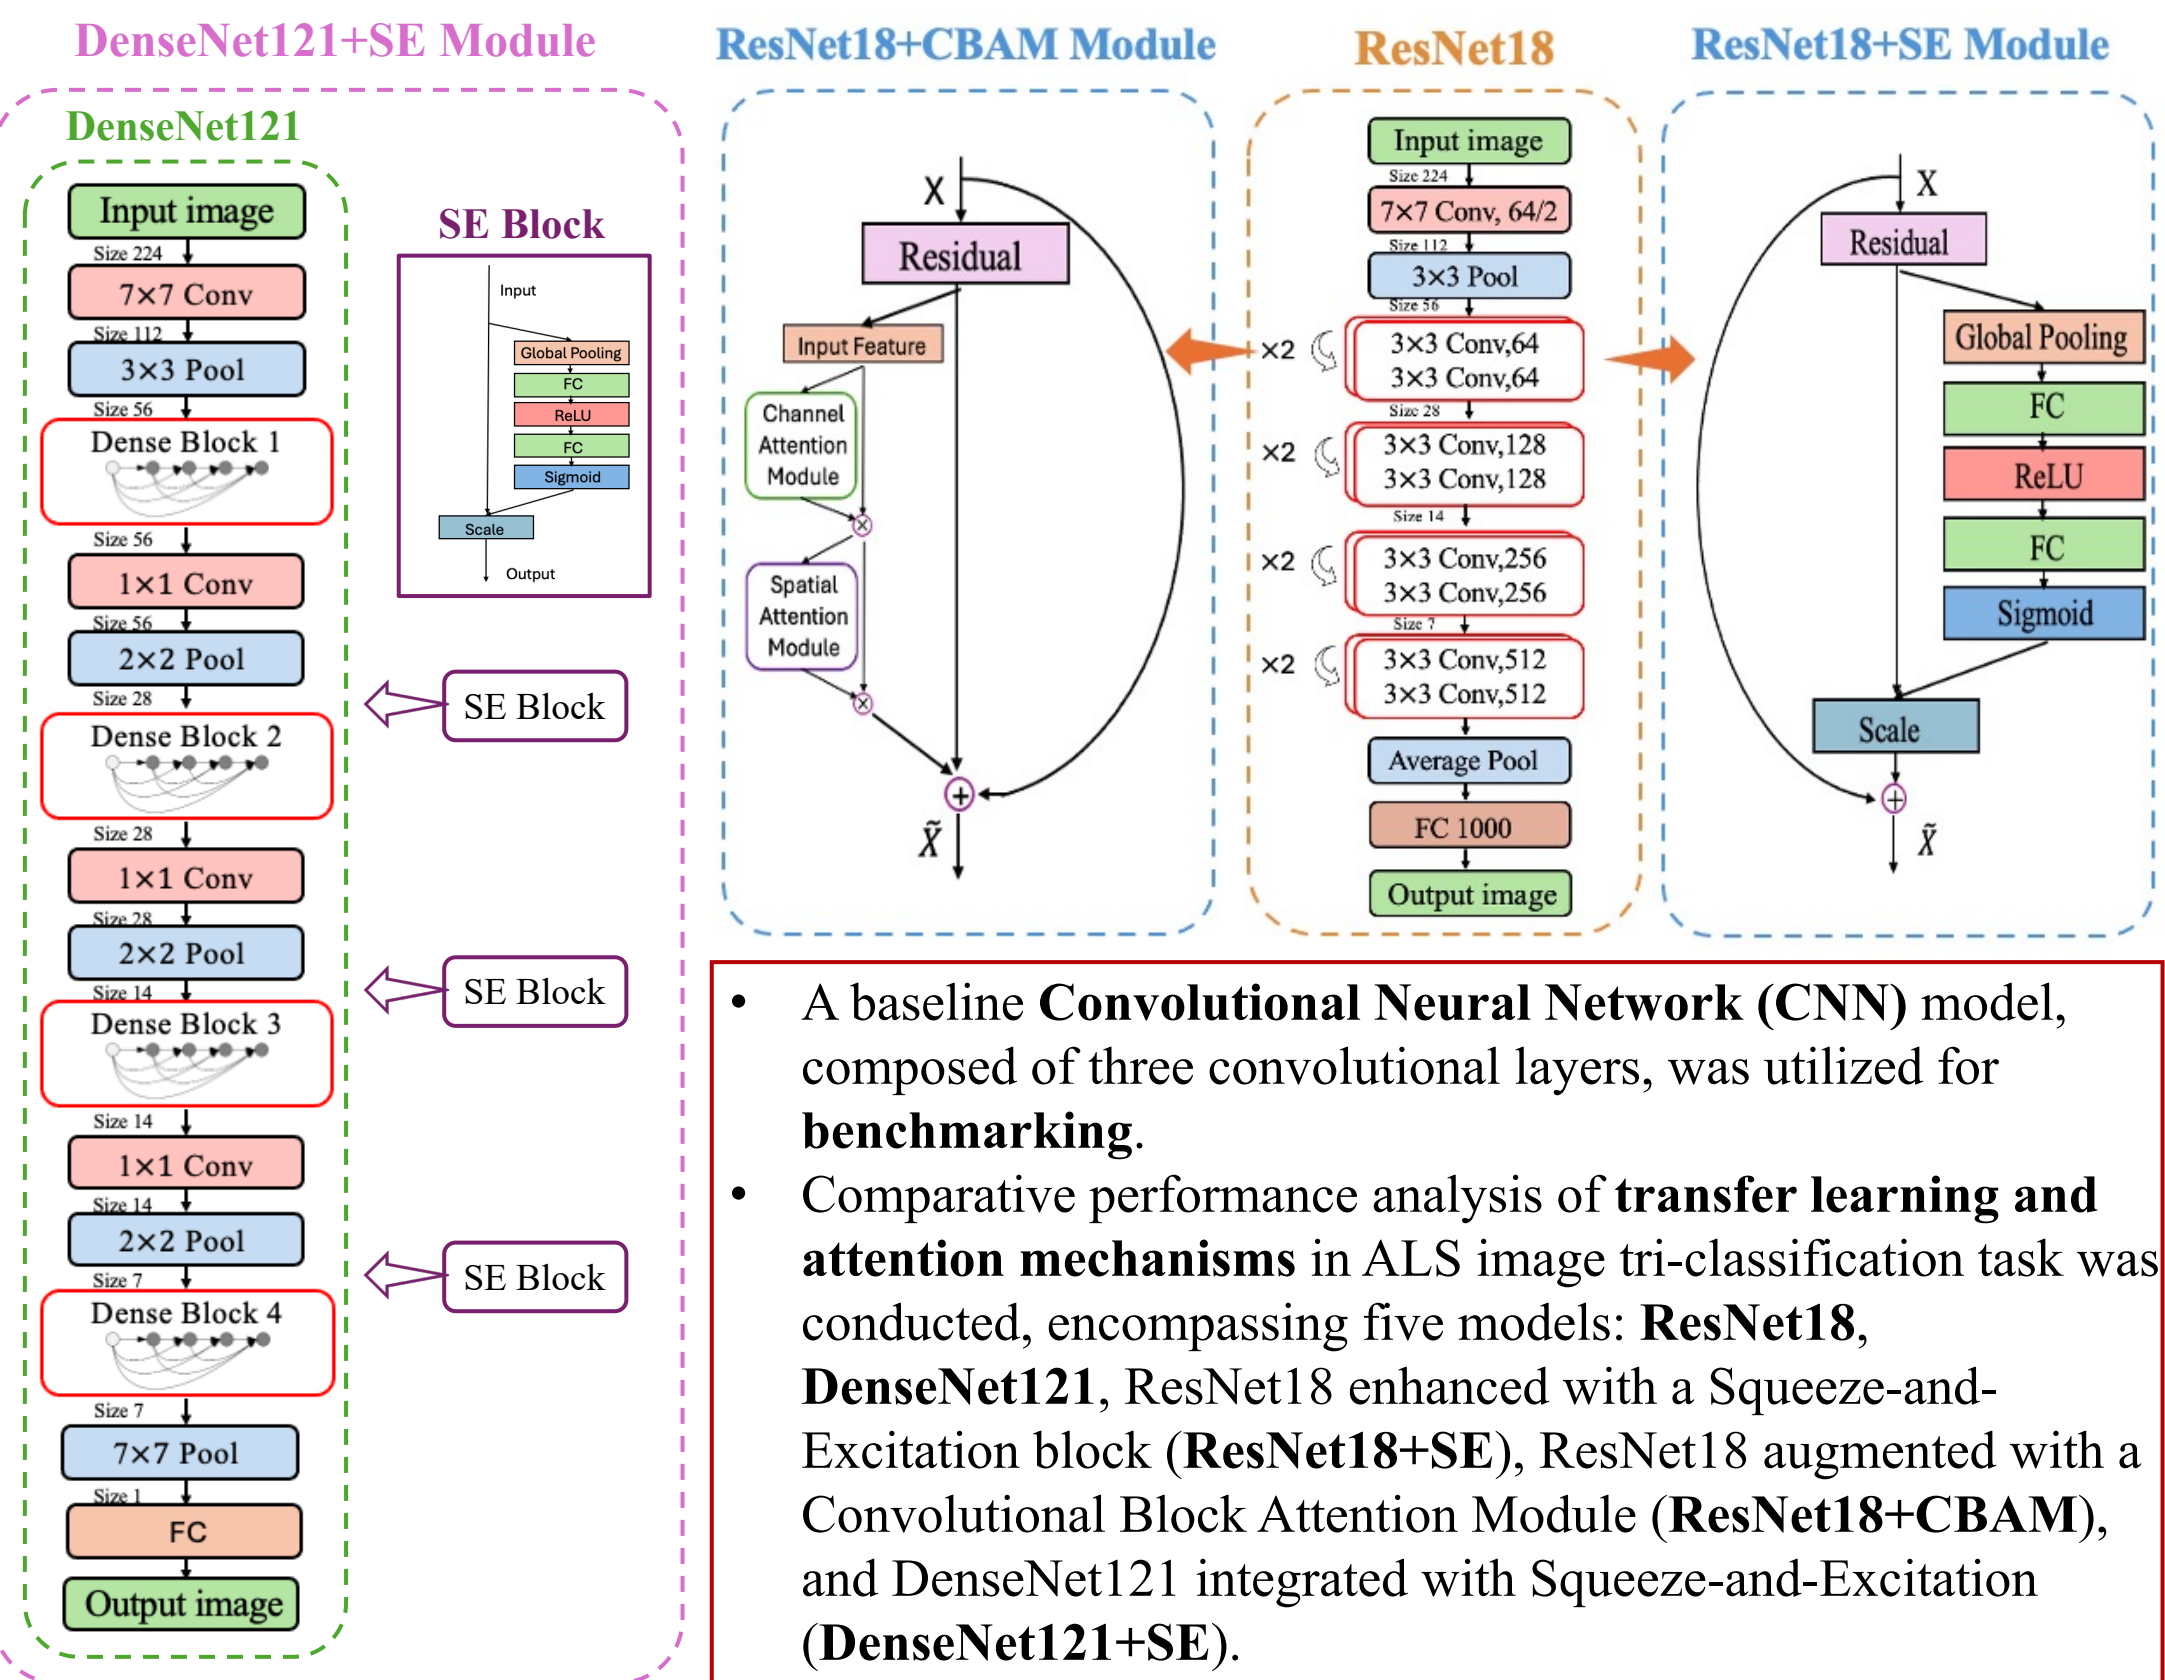 DenseNet121+SE Module
DenseNet121
Input image
Size 224
7×7 Conv
Size 112
3×3 Pool
Size 56
Dense Block 1
Size 56
1×1 Conv
Size 56
2×2 Pool
Size 28
Dense Block 2
Size 28
1×1 Conv
Size 28
2×2 Pool
Size 14
Dense Block 3
Size 14
1×1 Conv
Size 14
2×2 Pool
Size 7
Dense Block 4
Size 7
7×7 Pool
Size 1
FC
Output image
SE Block
Input
Global Pooling
FC
ReLU
FC
Sigmoid
Scale
Output
SE Block
SE Block
SE Block
ResNet18+CBAM Module
X
Residual
Input Feature
Channel
Attention
Module
×
Spatial
Attention
Module
×
+
X̃
ResNet18
Input image
Size 224
7×7 Conv, 64/2
Size 112
3×3 Pool
Size 56
×2
3×3 Conv,64
3×3 Conv,64
Size 28
×2
3×3 Conv,128
3×3 Conv,128
Size 14
×2
3×3 Conv,256
3×3 Conv,256
Size 7
×2
3×3 Conv,512
3×3 Conv,512
Average Pool
FC 1000
Output image
ResNet18+SE Module
X
Residual
Global Pooling
FC
ReLU
FC
Sigmoid
Scale
+
X̃
• A baseline Convolutional Neural Network (CNN) model,
composed of three convolutional layers, was utilized for
benchmarking.
• Comparative performance analysis of transfer learning and
attention mechanisms in ALS image tri-classification task was
conducted, encompassing five models: ResNet18,
DenseNet121, ResNet18 enhanced with a Squeeze-and-
Excitation block (ResNet18+SE), ResNet18 augmented with a
Convolutional Block Attention Module (ResNet18+CBAM),
and DenseNet121 integrated with Squeeze-and-Excitation
(DenseNet121+SE).